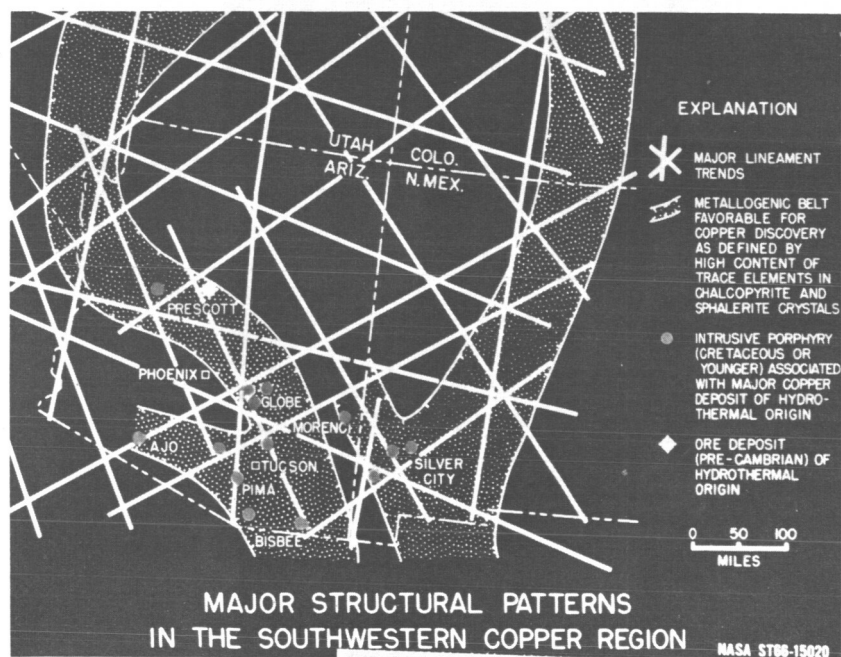 UTAH
COLO.
ARIZ.
N. MEX.
PRESCOTT
PHOENIX
GLOBE
MORENCI
AJO
TUCSON
SILVER
CITY
PIMA
BISBEE
EXPLANATION
MAJOR LINEAMENT
TRENDS
METALLOGENIC BELT
FAVORABLE FOR
COPPER DISCOVERY
AS DEFINED BY
HIGH CONTENT OF
TRACE ELEMENTS IN
CHALCOPYRITE AND
SPHALERITE CRYSTALS
INTRUSIVE PORPHYRY
(CRETACEOUS OR
YOUNGER) ASSOCIATED
WITH MAJOR COPPER
DEPOSIT OF HYDRO-
THERMAL ORIGIN
ORE DEPOSIT
(PRE-CAMBRIAN) OF
HYDROTHERMAL
ORIGIN
0 50 100
MILES
MAJOR STRUCTURAL PATTERNS
IN THE SOUTHWESTERN COPPER REGION
NASA ST66-15020